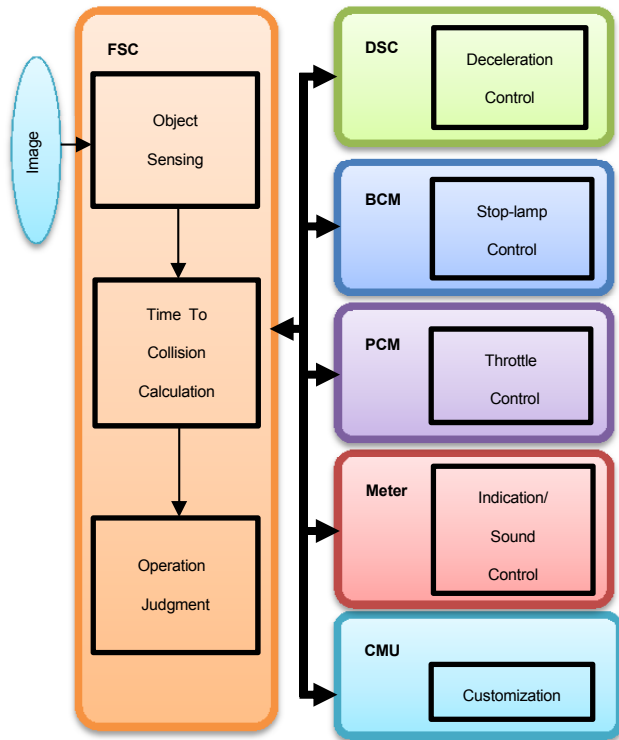 Image
FSC
Object
Sensing
Time To
Collision
Calculation
Operation
Judgment
DSC
Deceleration
Control
BCM
Stop-lamp
Control
PCM
Throttle
Control
Meter
Indication/
Sound
Control
CMU
Customization